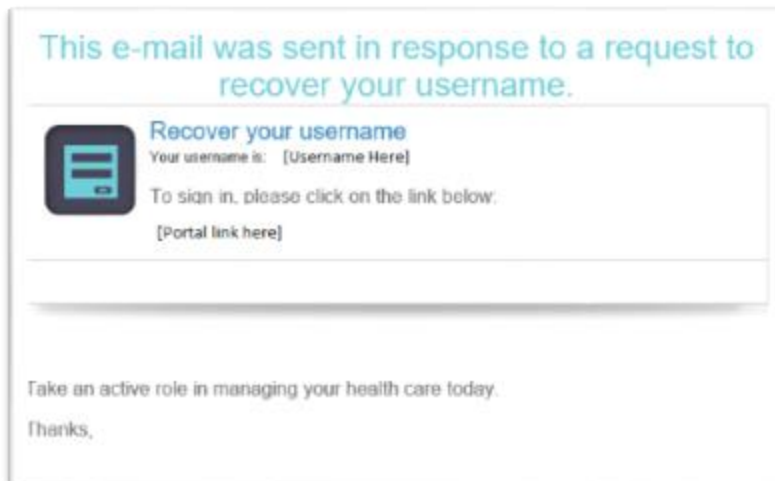 This e-mail was sent in response to a request to
recover your username.
Recover your username
Your username is: [Username Here]
To sign in, please click on the link below:
[Portal link here]
Take an active role in managing your health care today.
Thanks,